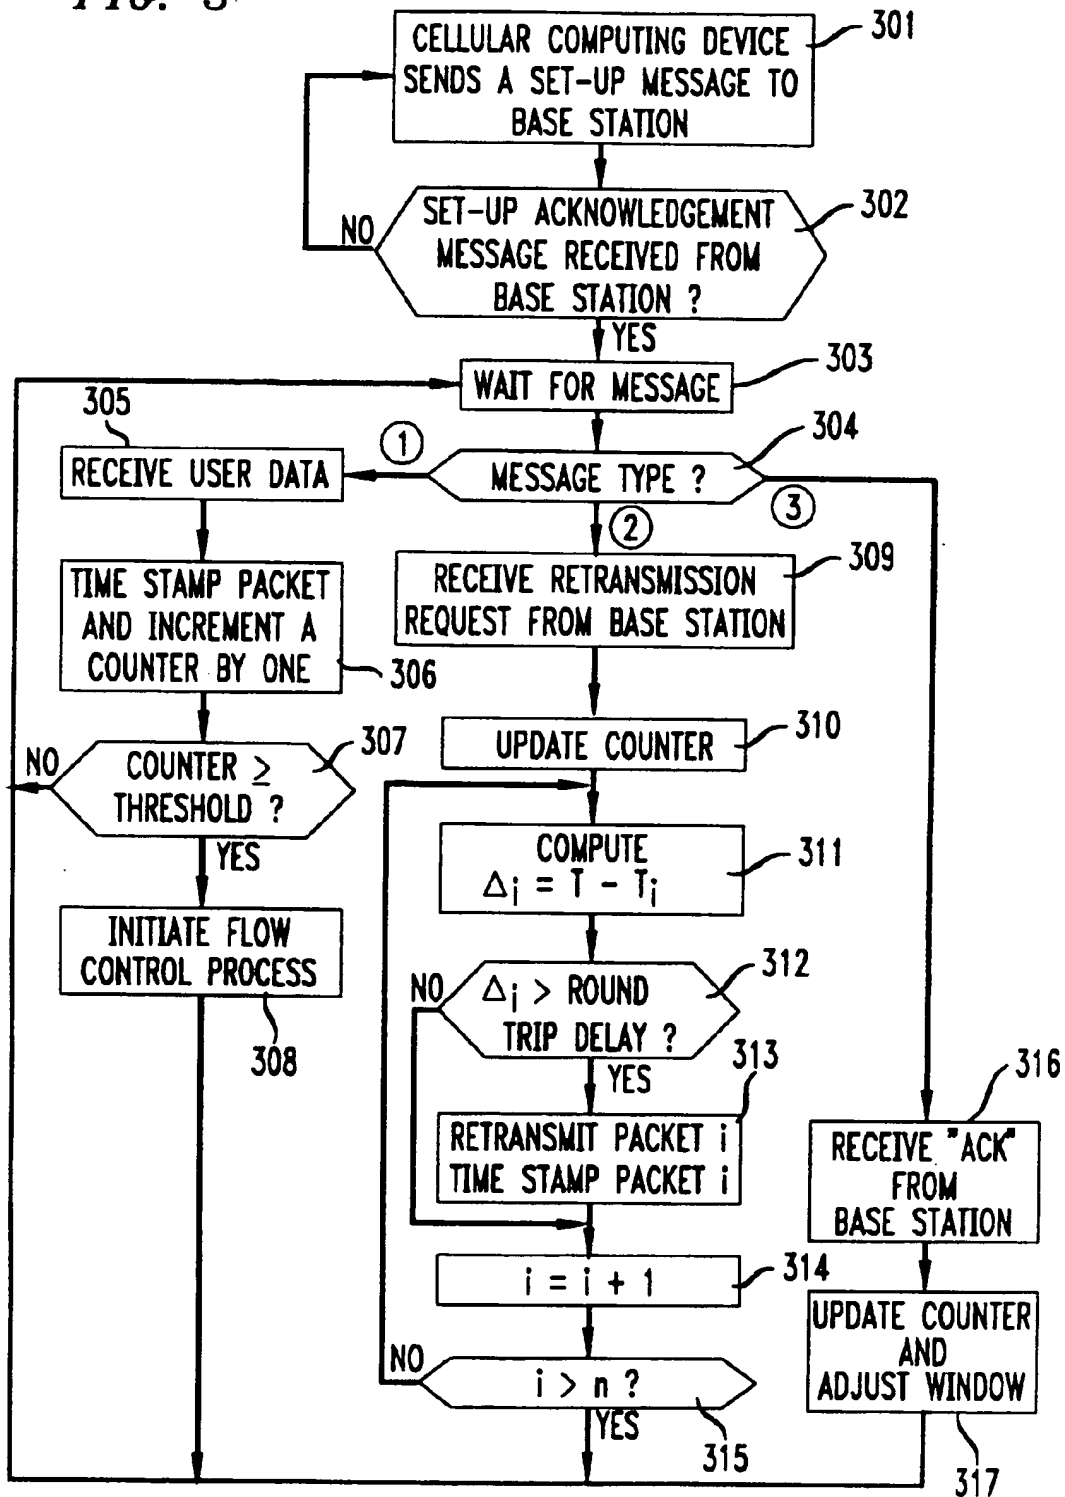 FIG. 3
301
CELLULAR COMPUTING DEVICE
SENDS A SET-UP MESSAGE TO
BASE STATION
302
SET-UP ACKNOWLEDGEMENT
MESSAGE RECEIVED FROM
BASE STATION ?
NO
YES
303
WAIT FOR MESSAGE
304
MESSAGE TYPE ?
1
2
3
305
RECEIVE USER DATA
TIME STAMP PACKET
AND INCREMENT A
COUNTER BY ONE
306
307
COUNTER ≥
THRESHOLD ?
NO
YES
INITIATE FLOW
CONTROL PROCESS
308
309
RECEIVE RETRANSMISSION
REQUEST FROM BASE STATION
310
UPDATE COUNTER
311
COMPUTE
Δi = T - Ti
312
Δi > ROUND
TRIP DELAY ?
NO
YES
313
RETRANSMIT PACKET i
TIME STAMP PACKET i
314
i = i + 1
i > n ?
NO
YES
315
316
RECEIVE "ACK"
FROM
BASE STATION
UPDATE COUNTER
AND
ADJUST WINDOW
317